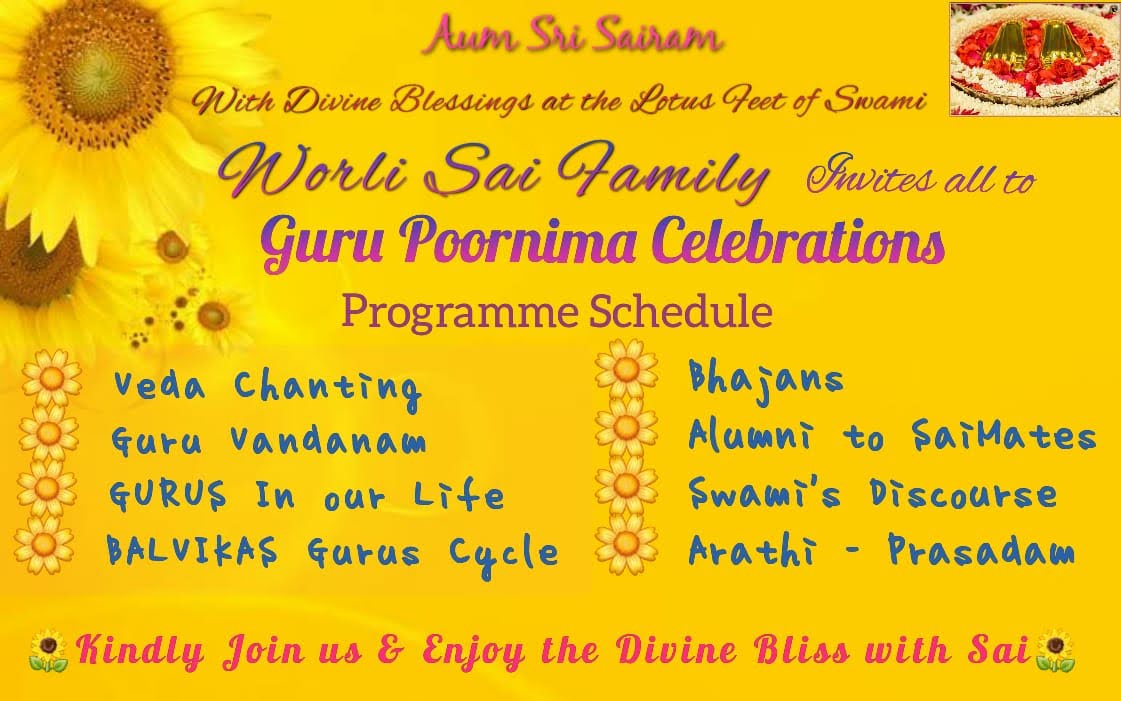 Aum Sri Sairam
With Divine Blessings at the Lotus Feet of Swami
Worli Sai Family Invites all to
Guru Poornima Celebrations
Programme Schedule
Veda Chanting
Guru Vandanam
GURUS In our Life
BALVIKAS Gurus Cycle
Bhajans
Alumni to SaiMates
Swami's Discourse
Arathi - Prasadam
Kindly Join us & Enjoy the Divine Bliss with Sai